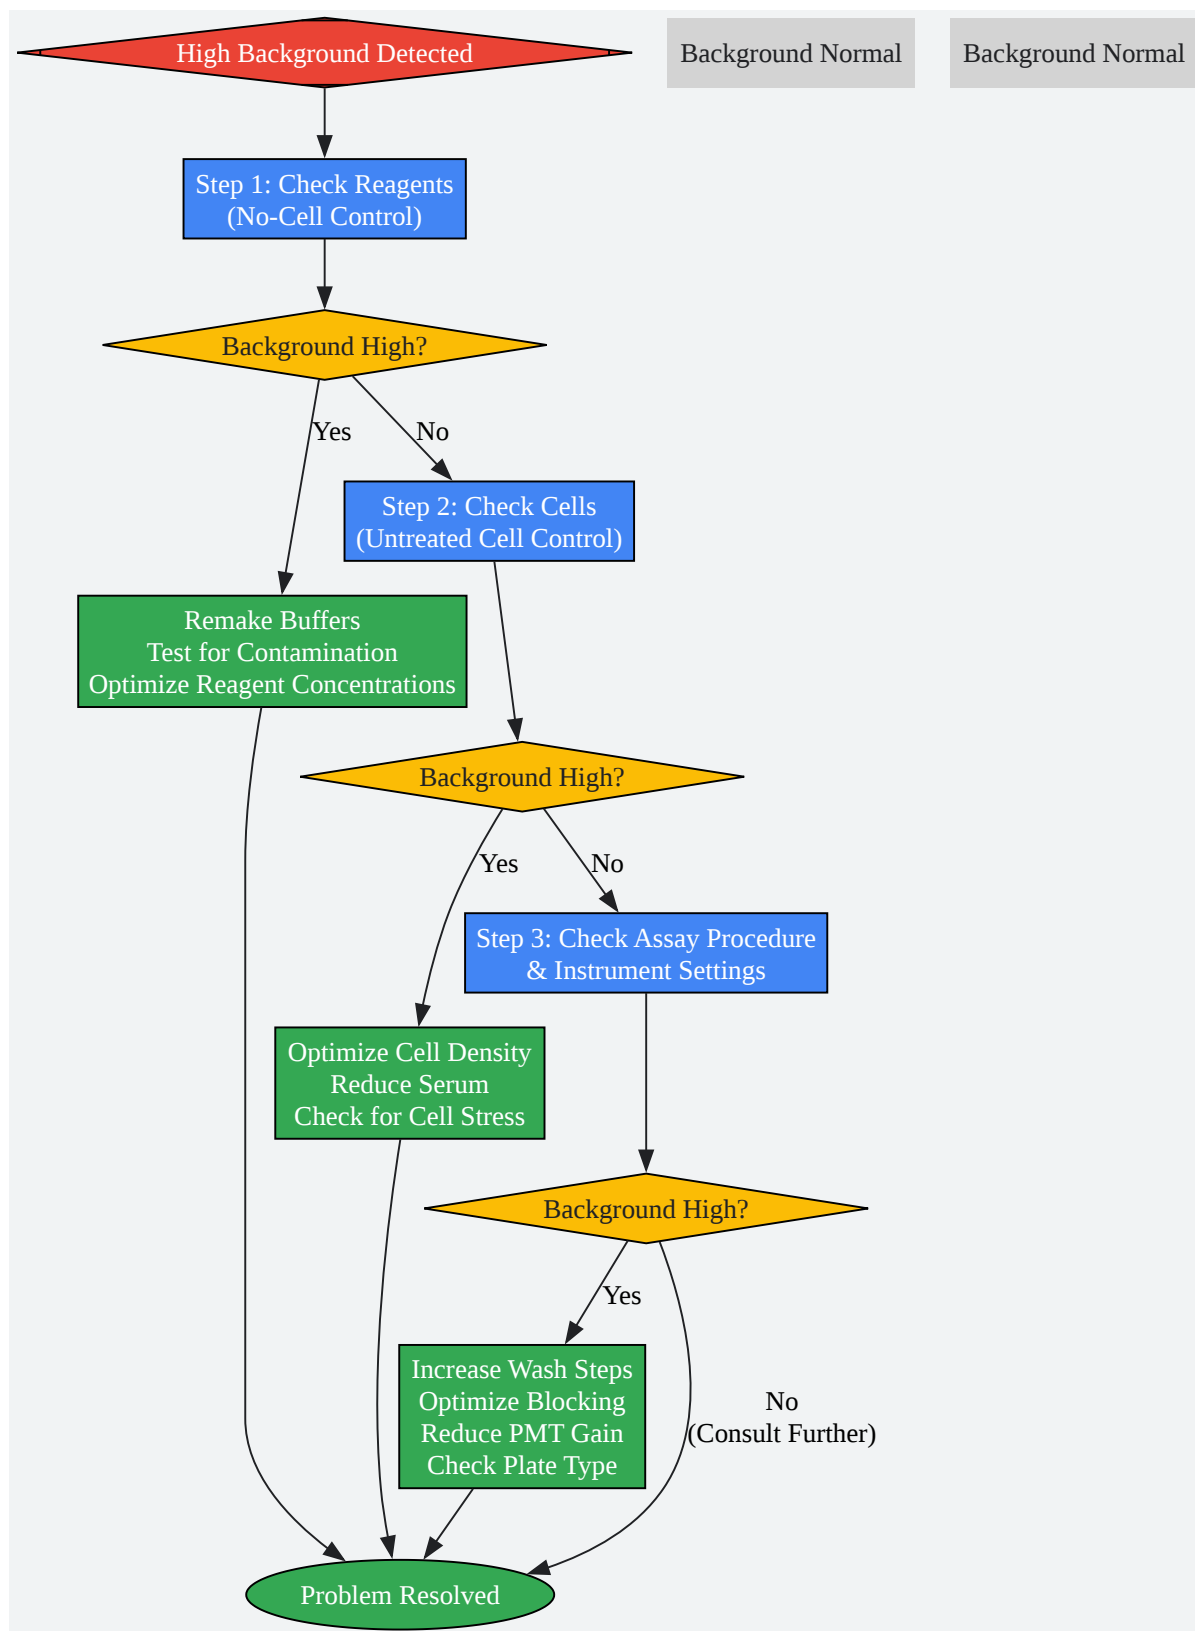 High Background Detected
Background Normal
Background Normal
Step 1: Check Reagents
(No-Cell Control)
Background High?
Yes
No
Step 2: Check Cells
(Untreated Cell Control)
Remake Buffers
Test for Contamination
Optimize Reagent Concentrations
Background High?
Yes
No
Step 3: Check Assay Procedure
& Instrument Settings
Optimize Cell Density
Reduce Serum
Check for Cell Stress
Background High?
Yes
No
(Consult Further)
Increase Wash Steps
Optimize Blocking
Reduce PMT Gain
Check Plate Type
Problem Resolved